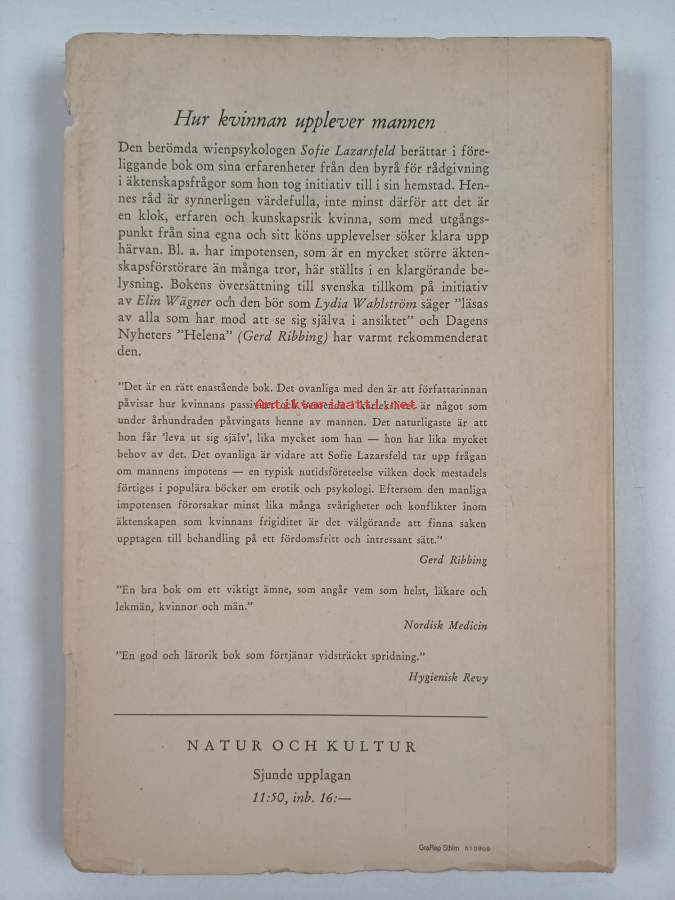 Hur kvinnan upplever mannen
Den berömda wienpsykologen Sofie Lazarsfeld berättar i före-
liggande bok om sina erfarenheter från den byrå för rådgivning
i äktenskapsfrågor som hon tog initiativ till i sin hemstad. Hen-
nes råd är synnerligen värdefulla, inte minst därför att det är
en klok, erfaren och kunskapsrik kvinna, som med utgångs-
punkt från sina egna och sitt köns upplevelser söker klara upp
härvan. Bl. a. har impotensen, som är en mycket större äkten-
skapsförstörare än många tror, här ställts i en klargörande be-
lysning. Bokens översättning till svenska tillkom på initiativ
av Elin Wägner och den bör som Lydia Wahlström säger ”läsas
av alla som har mod att se sig själva i ansiktet” och Dagens
Nyheters ”Helena” (Gerd Ribbing) har varmt rekommenderat
den.
”Det är en rätt enastående bok. Det ovanliga med den är att författarinnan
påvisar hur kvinnans passivitet och beroende i kärlekslivet är något som
Antikvariaatti.net
under århundraden påtvingats henne av mannen. Det naturligaste är att
hon får ’leva ut sig själv’, lika mycket som han — hon har lika mycket
behov av det. Det ovanliga är vidare att Sofie Lazarsfeld tar upp frågan
om mannens impotens — en typisk nutidsföreteelse vilken dock mestadels
förtiges i populära böcker om erotik och psykologi. Eftersom den manliga
impotensen förorsakar minst lika många svårigheter och konflikter inom
äktenskapen som kvinnans frigiditet är det välgörande att finna saken
upptagen till behandling på ett fördomsfritt och intressant sätt.”
Gerd Ribbing
”En bra bok om ett viktigt ämne, som angår vem som helst, läkare och
lekmän, kvinnor och män.”
Nordisk Medicin
”En god och lärorik bok som förtjänar vidsträckt spridning.”
Hygienisk Revy
NATUR OCH KULTUR
Sjunde upplagan
11:50, inb. 16:—
GraRep Sthlm 510906